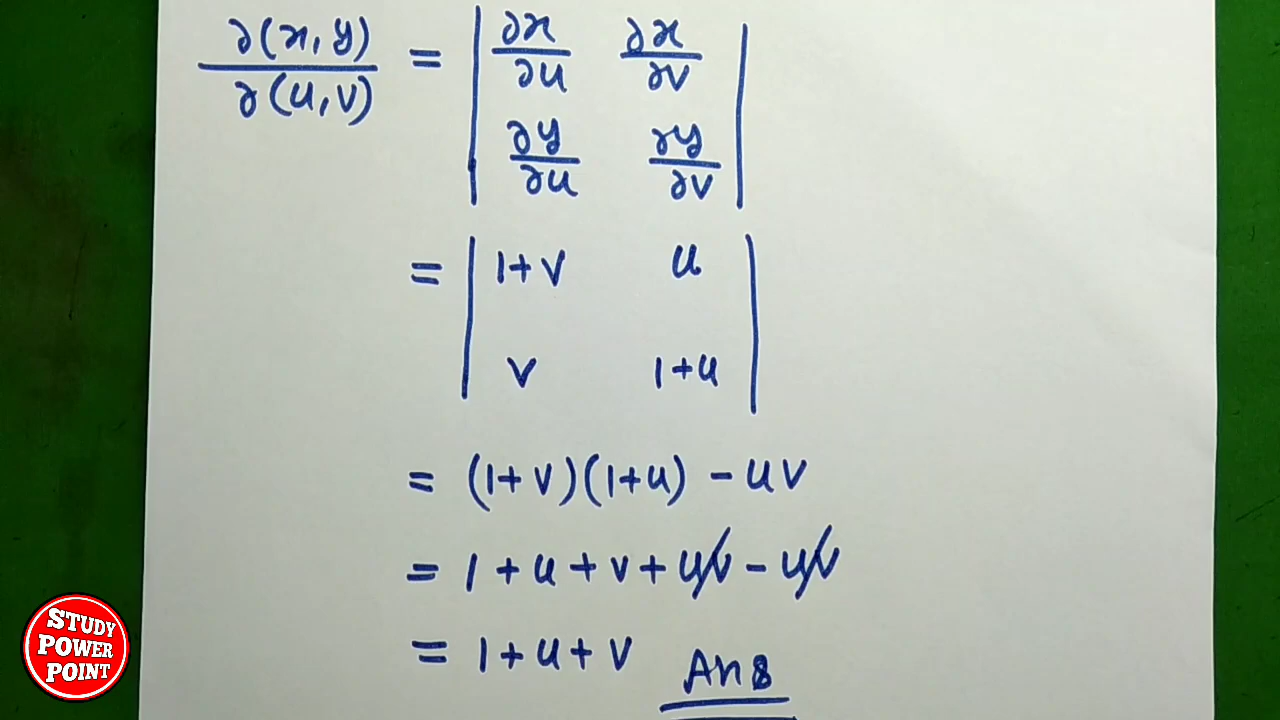 ∂(x,y)/∂(u,v) = | ∂x/∂u ∂x/∂v |
| ∂y/∂u ∂y/∂v |
= | 1+v u |
| v 1+u |
= (1+v)(1+u) - uv
= 1+u+v+uv-uv
= 1+u+v
Ans
STUDY
POWER
POINT